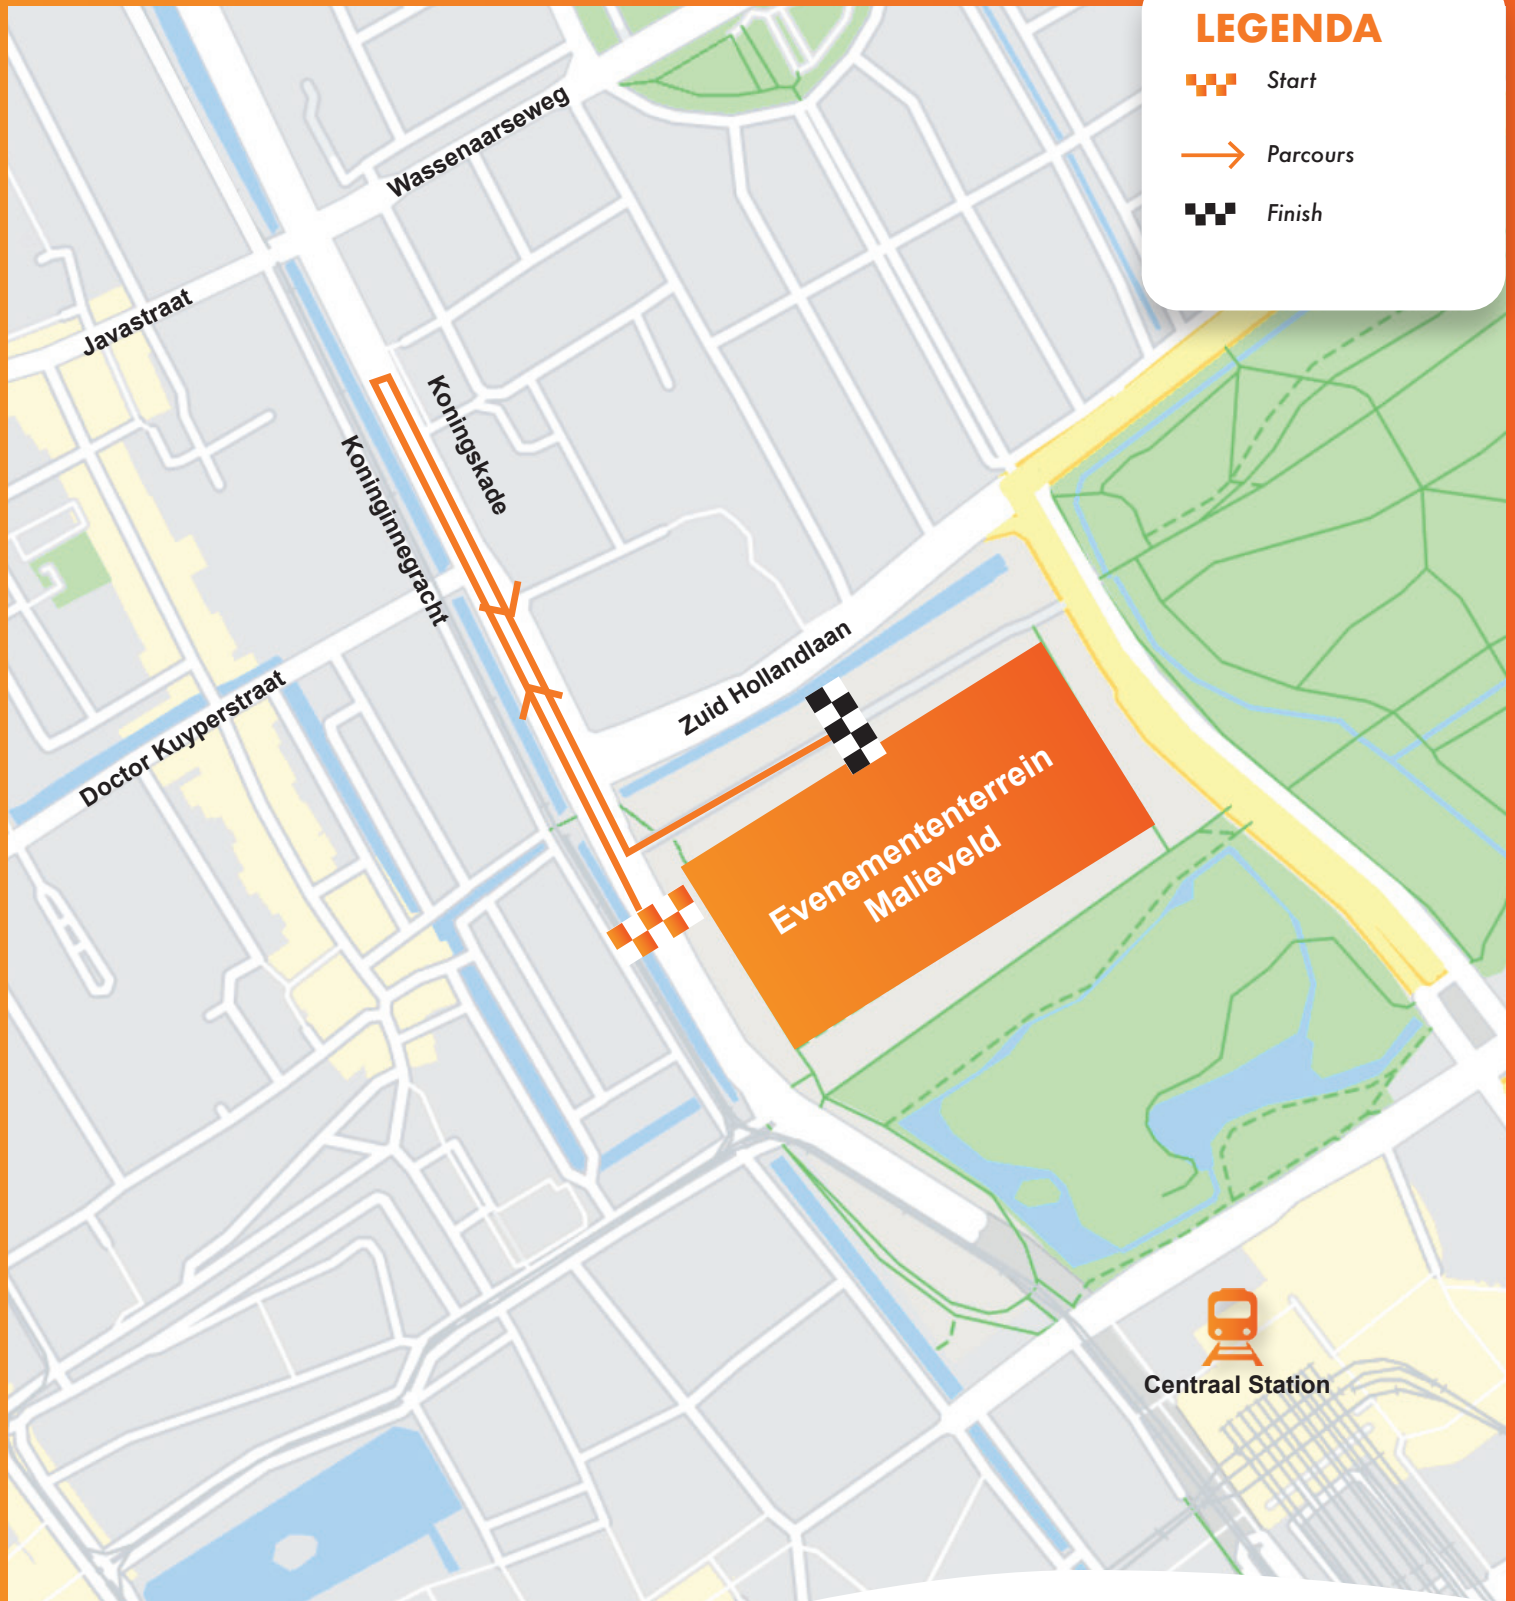 LEGENDA
Start
Parcours
Finish
Wassenaarseweg
Javastraat
Koningskade
Koninginnegracht
Zuid Hollandlaan
Doctor Kuyperstraat
Evenemententerrein
Malieveld
Centraal Station